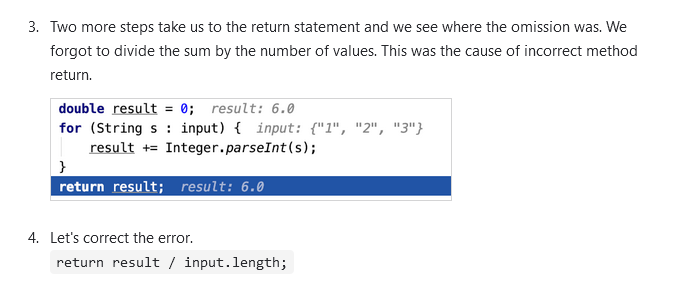 3. Two more steps take us to the return statement and we see where the omission was. We
forgot to divide the sum by the number of values. This was the cause of incorrect method
return.
double result = 0;  result: 6.0
for (String s : input) {  input: {"1", "2", "3"}
    result += Integer.parseInt(s);
}
return result;  result: 6.0
4. Let's correct the error.
return result / input.length;